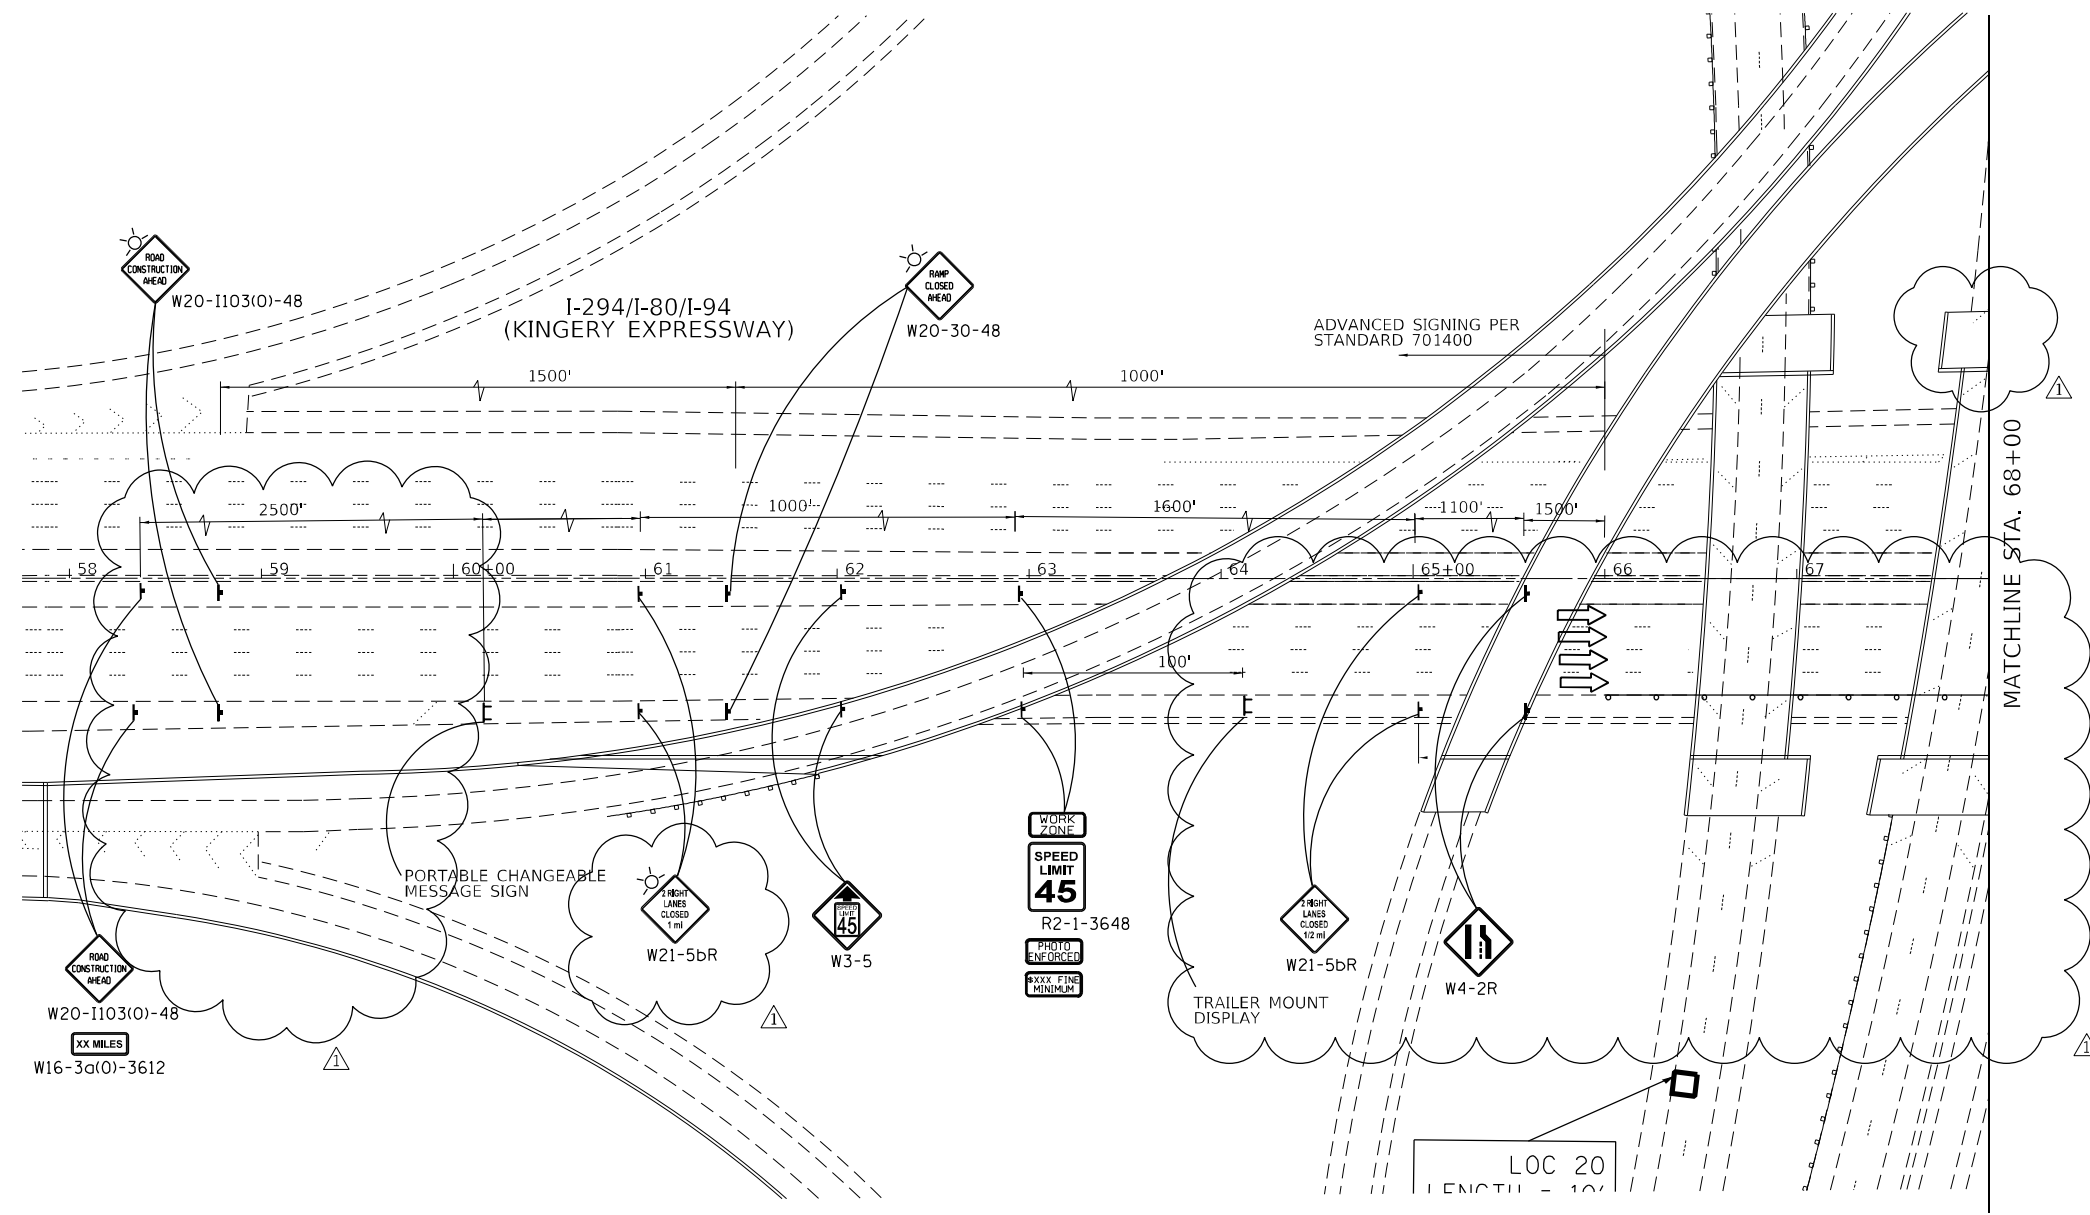 ROAD
CONSTRUCTION
AHEAD
W20-I103(O)-48
I-294/I-80/I-94
(KINGERY EXPRESSWAY)
RAMP
CLOSED
AHEAD
W20-30-48
ADVANCED SIGNING PER
STANDARD 701400
1500'
1000'
1
MATCHLINE STA. 68+00
2500'
1000'
1600'
1100'
1500'
58
59
60+00
61
62
63
64
65+00
66
67
100'
PORTABLE CHANGEABLE
MESSAGE SIGN
ROAD
CONSTRUCTION
AHEAD
W20-I103(O)-48
XX MILES
W16-3a(O)-3612
1
2 RIGHT
LANES
CLOSED
1 mi
W21-5bR
1
SPEED
LIMIT
45
W3-5
WORK
ZONE
SPEED
LIMIT
45
R2-1-3648
PHOTO
ENFORCED
$XXX FINE
MINIMUM
TRAILER MOUNT
DISPLAY
2 RIGHT
LANES
CLOSED
1/2 mi
W21-5bR
W4-2R
1
LOC 20